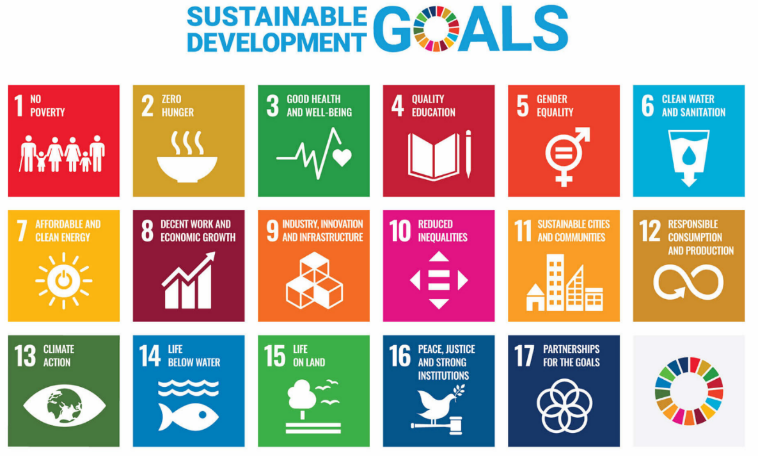 SUSTAINABLE
DEVELOPMENT GOALS
1 NO
POVERTY
2 ZERO
HUNGER
3 GOOD HEALTH
AND WELL-BEING
4 QUALITY
EDUCATION
5 GENDER
EQUALITY
6 CLEAN WATER
AND SANITATION
7 AFFORDABLE AND
CLEAN ENERGY
8 DECENT WORK AND
ECONOMIC GROWTH
9 INDUSTRY, INNOVATION
AND INFRASTRUCTURE
10 REDUCED
INEQUALITIES
11 SUSTAINABLE CITIES
AND COMMUNITIES
12 RESPONSIBLE
CONSUMPTION
AND PRODUCTION
13 CLIMATE
ACTION
14 LIFE
BELOW WATER
15 LIFE
ON LAND
16 PEACE, JUSTICE
AND STRONG
INSTITUTIONS
17 PARTNERSHIPS
FOR THE GOALS